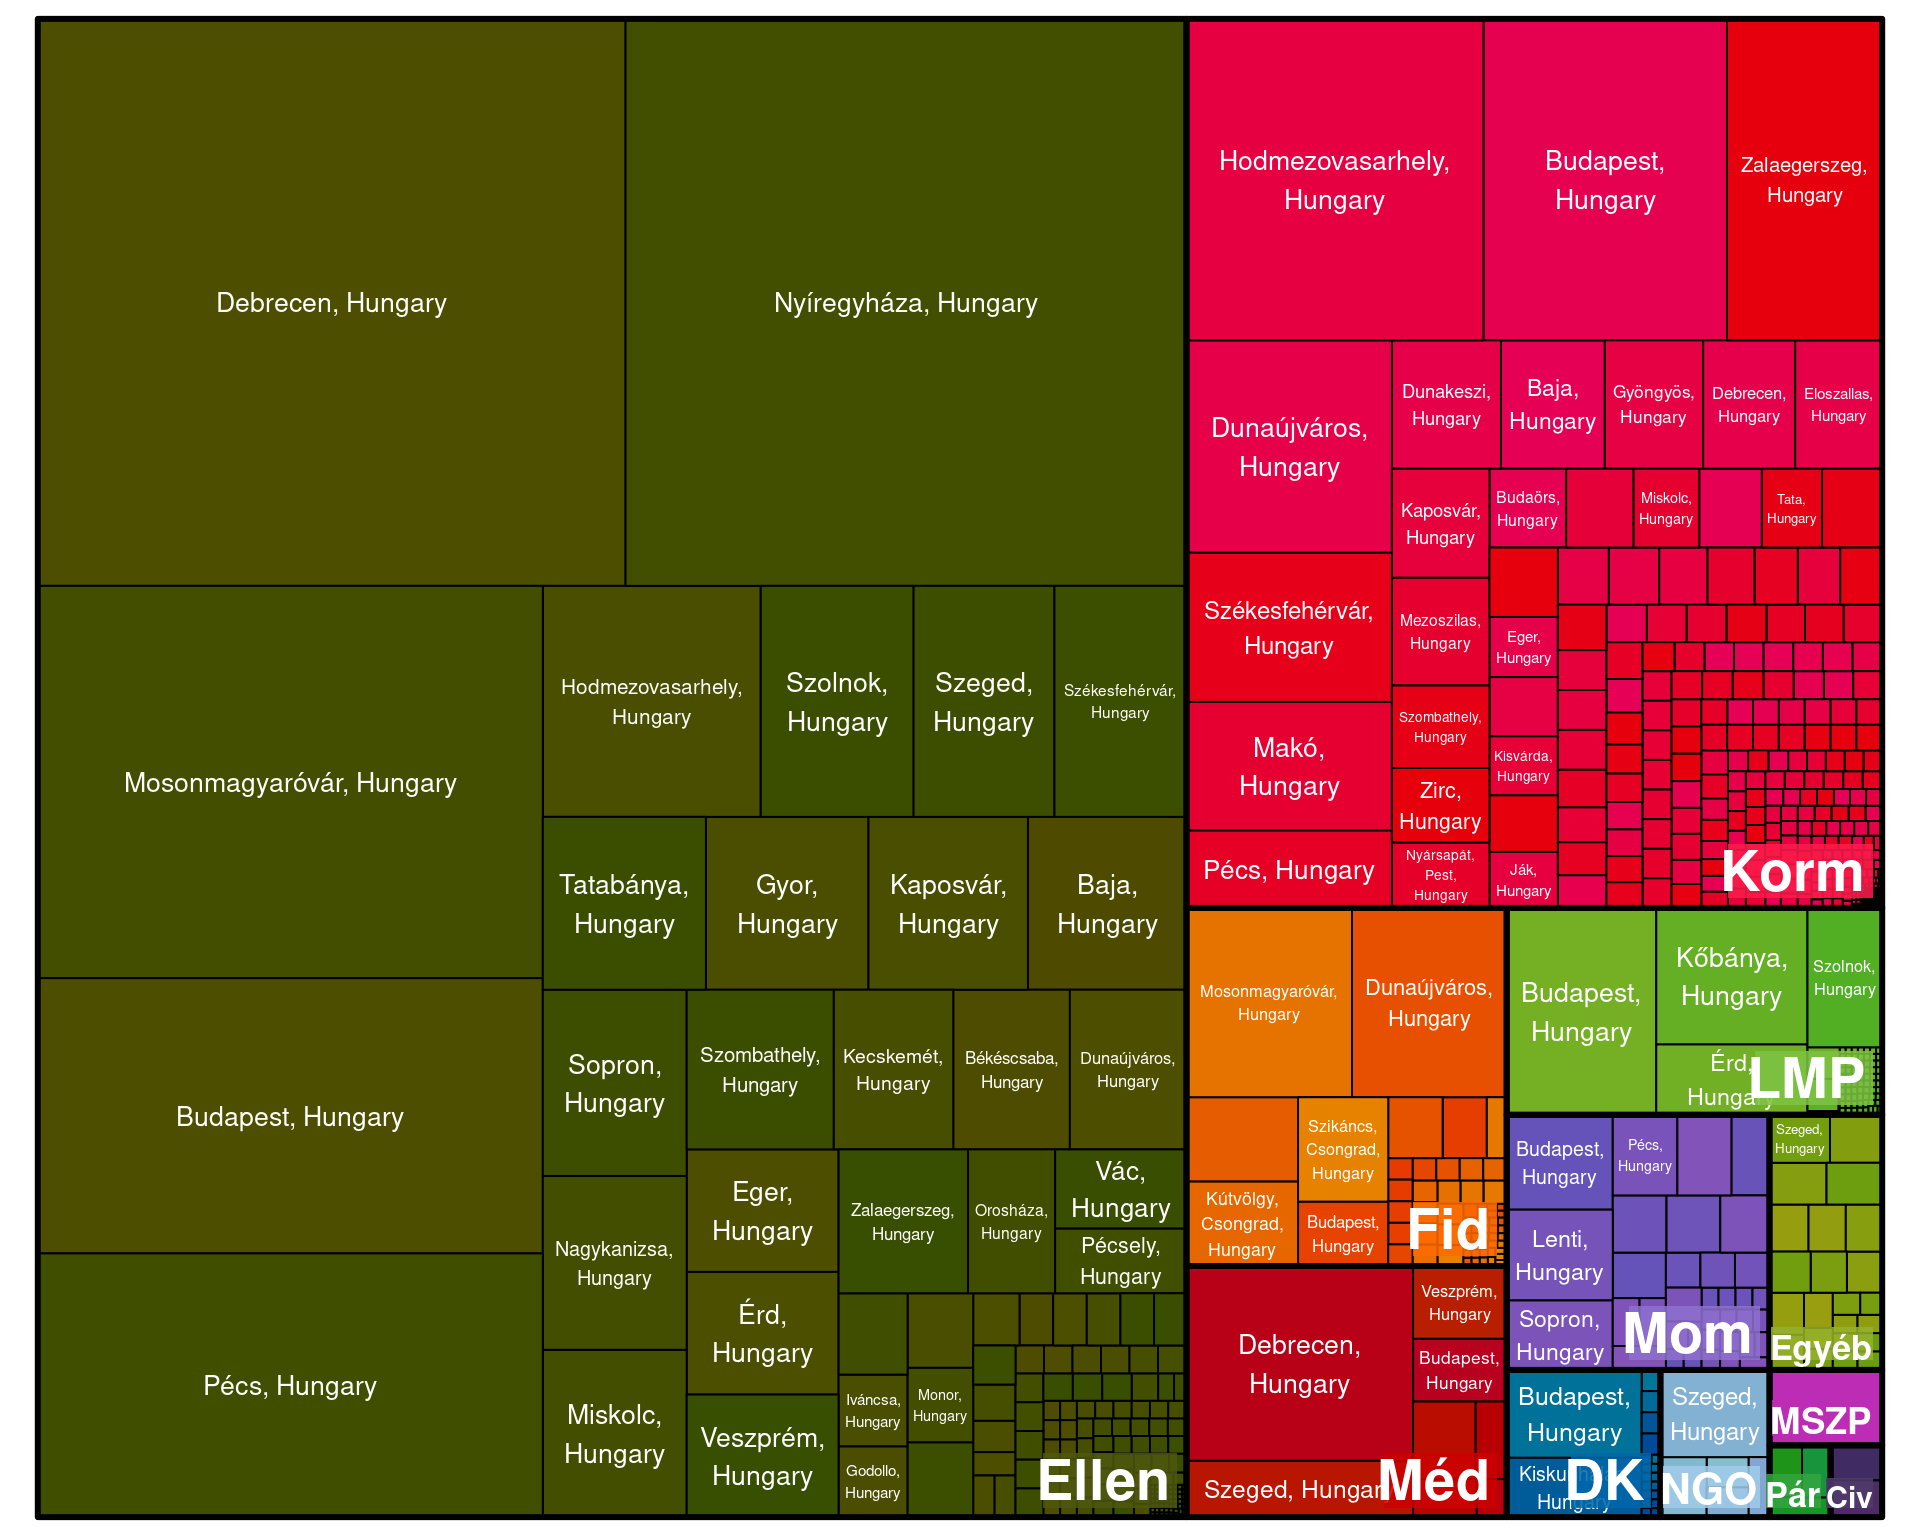 Debrecen, Hungary
Nyíregyháza, Hungary
Mosonmagyaróvár, Hungary
Budapest, Hungary
Pécs, Hungary
Hodmezovasarhely,
Hungary
Szolnok,
Hungary
Szeged,
Hungary
Székesfehérvár,
Hungary
Tatabánya,
Hungary
Gyor,
Hungary
Kaposvár,
Hungary
Baja,
Hungary
Sopron,
Hungary
Szombathely,
Hungary
Kecskemét,
Hungary
Békéscsaba,
Hungary
Dunaújváros,
Hungary
Nagykanizsa,
Hungary
Miskolc,
Hungary
Eger,
Hungary
Érd,
Hungary
Veszprém,
Hungary
Zalaegerszeg,
Hungary
Orosháza,
Hungary
Vác,
Hungary
Pécsely,
Hungary
Iváncsa,
Hungary
Monor,
Hungary
Godollo,
Hungary
Ellen
Hodmezovasarhely,
Hungary
Budapest,
Hungary
Zalaegerszeg,
Hungary
Dunaújváros,
Hungary
Dunakeszi,
Hungary
Baja,
Hungary
Gyöngyös,
Hungary
Debrecen,
Hungary
Eloszallas,
Hungary
Kaposvár,
Hungary
Budaörs,
Hungary
Miskolc,
Hungary
Tata,
Hungary
Székesfehérvár,
Hungary
Mezoszilas,
Hungary
Eger,
Hungary
Makó,
Hungary
Szombathely,
Hungary
Kisvárda,
Hungary
Zirc,
Hungary
Pécs, Hungary
Nyársapát,
Pest,
Hungary
Ják,
Hungary
Korm
Mosonmagyaróvár,
Hungary
Dunaújváros,
Hungary
Szikáncs,
Csongrad,
Hungary
Kútvölgy,
Csongrad,
Hungary
Budapest,
Hungary
Fid
Debrecen,
Hungary
Veszprém,
Hungary
Budapest,
Hungary
Szeged, Hungar
Méd
Budapest,
Hungary
Kőbánya,
Hungary
Szolnok,
Hungary
Érd,
Hungary
LMP
Budapest,
Hungary
Pécs,
Hungary
Lenti,
Hungary
Sopron,
Hungary
Mom
Szeged,
Hungary
Egyéb
Budapest,
Hungary
Hungary
DK
Szeged,
Hungary
NGO
MSZP
Pár
Civ